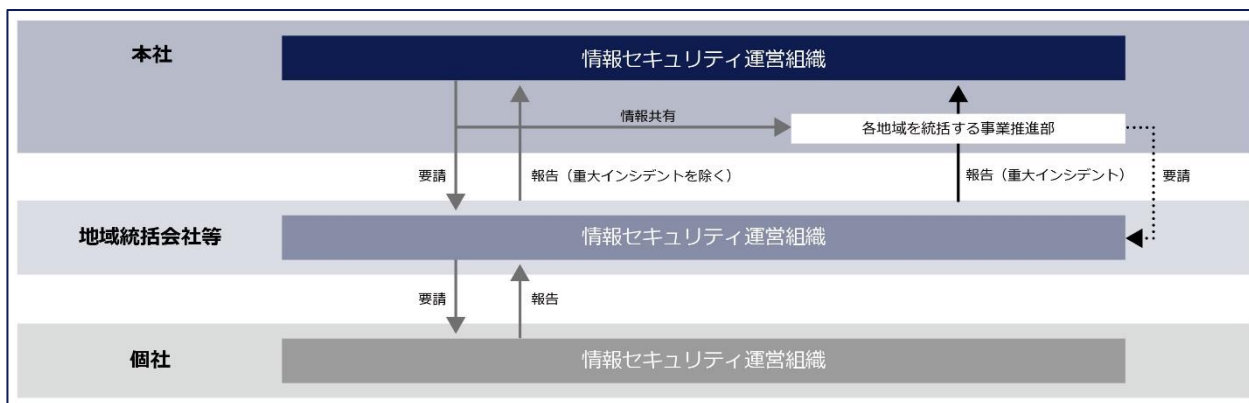 本社
情報セキュリティ運営組織
情報共有
各地域を統括する事業推進部
要請
報告（重大インシデントを除く）
報告（重大インシデント）
要請
地域統括会社等
情報セキュリティ運営組織
要請
報告
個社
情報セキュリティ運営組織